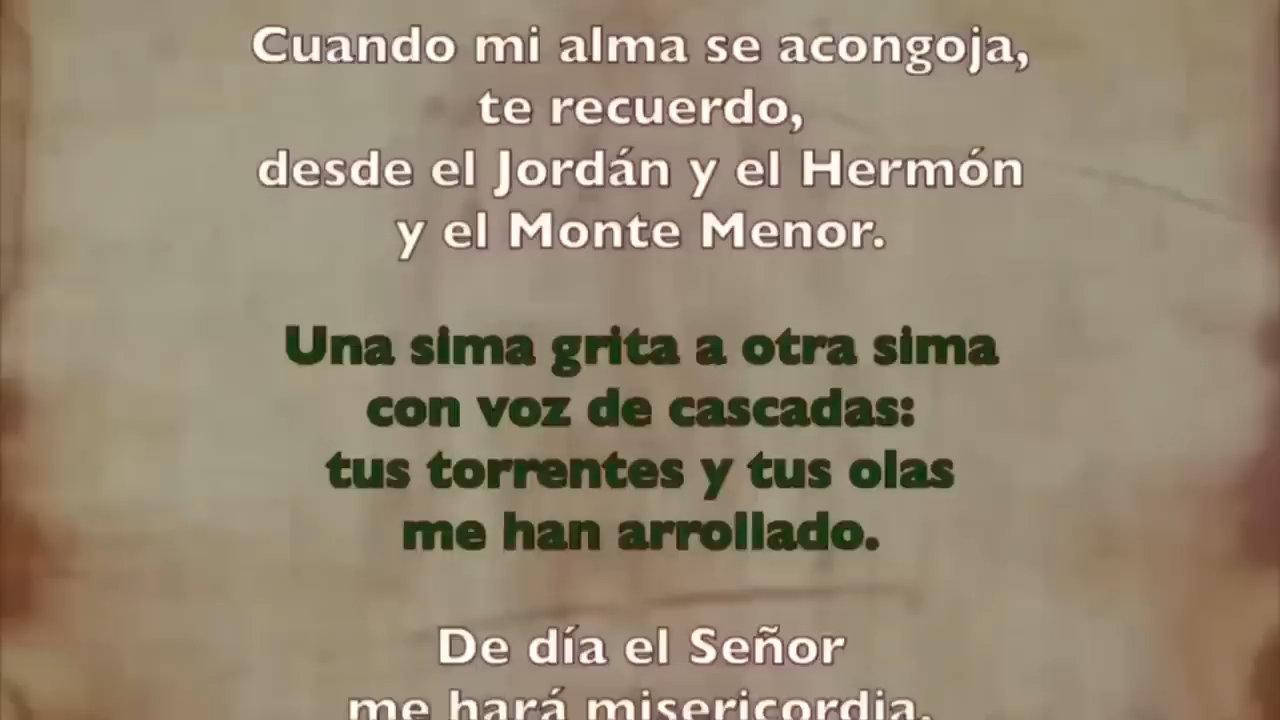 Cuando mi alma se acongoja,
te recuerdo,
desde el Jordán y el Hermón
y el Monte Menor.
Una sima grita a otra sima
con voz de cascadas:
tus torrentes y tus olas
me han arrollado.
De día el Señor
me hará misericordia,